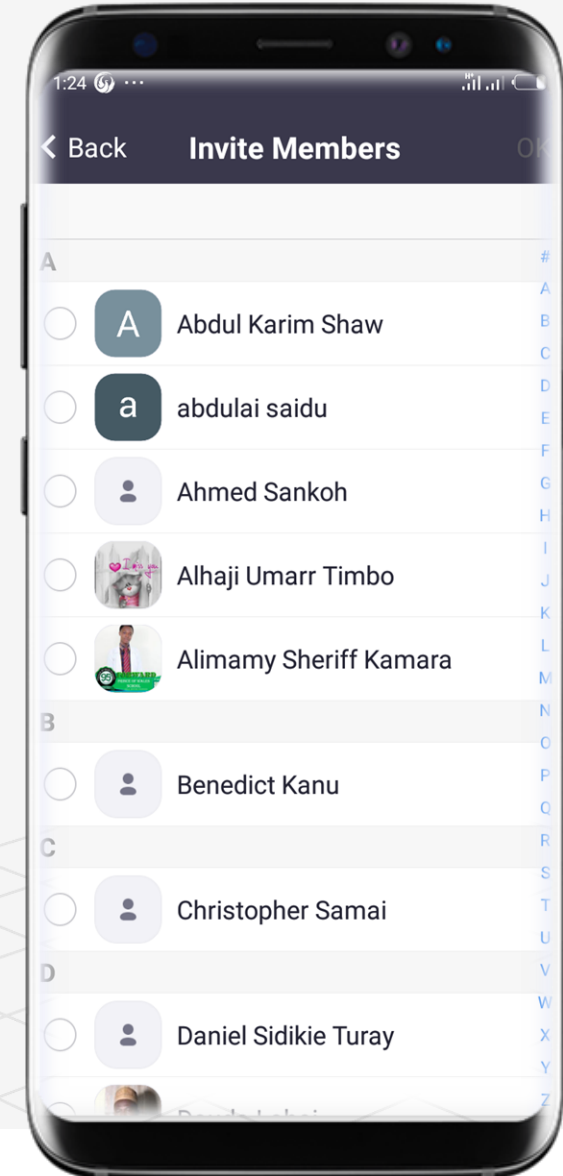 1:24 ...
Back Invite Members OK
A
#
A
A Abdul Karim Shaw
B
C
a abdulai saidu
D
E
F
Ahmed Sankoh
G
H
I
Alhaji Umarr Timbo
J
K
Alimamy Sheriff Kamara
L
M
B
N
O
Benedict Kanu
P
Q
C
R
S
Christopher Samai
T
U
D
V
W
Daniel Sidikie Turay
X
Y
Z